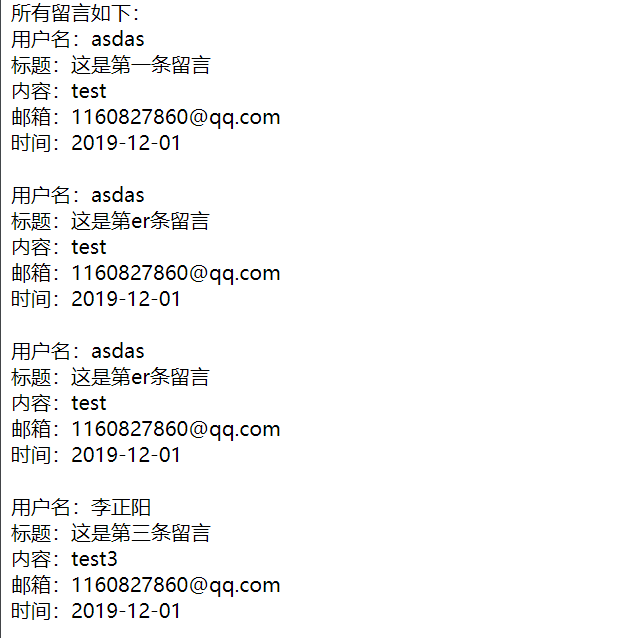 所有留言如下：
用户名：asdas
标题：这是第一条留言
内容：test
邮箱：1160827860@qq.com
时间：2019-12-01
用户名：asdas
标题：这是第er条留言
内容：test
邮箱：1160827860@qq.com
时间：2019-12-01
用户名：asdas
标题：这是第er条留言
内容：test
邮箱：1160827860@qq.com
时间：2019-12-01
用户名：李正阳
标题：这是第三条留言
内容：test3
邮箱：1160827860@qq.com
时间：2019-12-01